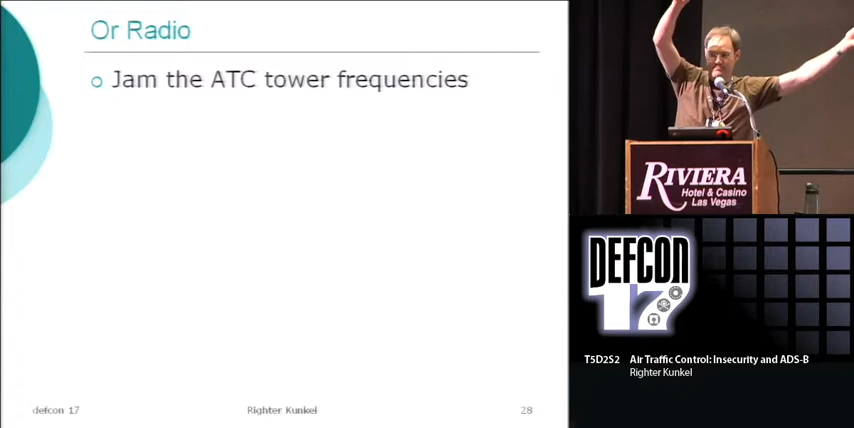 Or Radio
Jam the ATC tower frequencies
defcon 17
Righter Kunkel
28
RIVIERA
Hotel & Casino
Las Vegas
DEFCON
17
T5D2S2 Air Traffic Control: Insecurity and ADS-B
Righter Kunkel